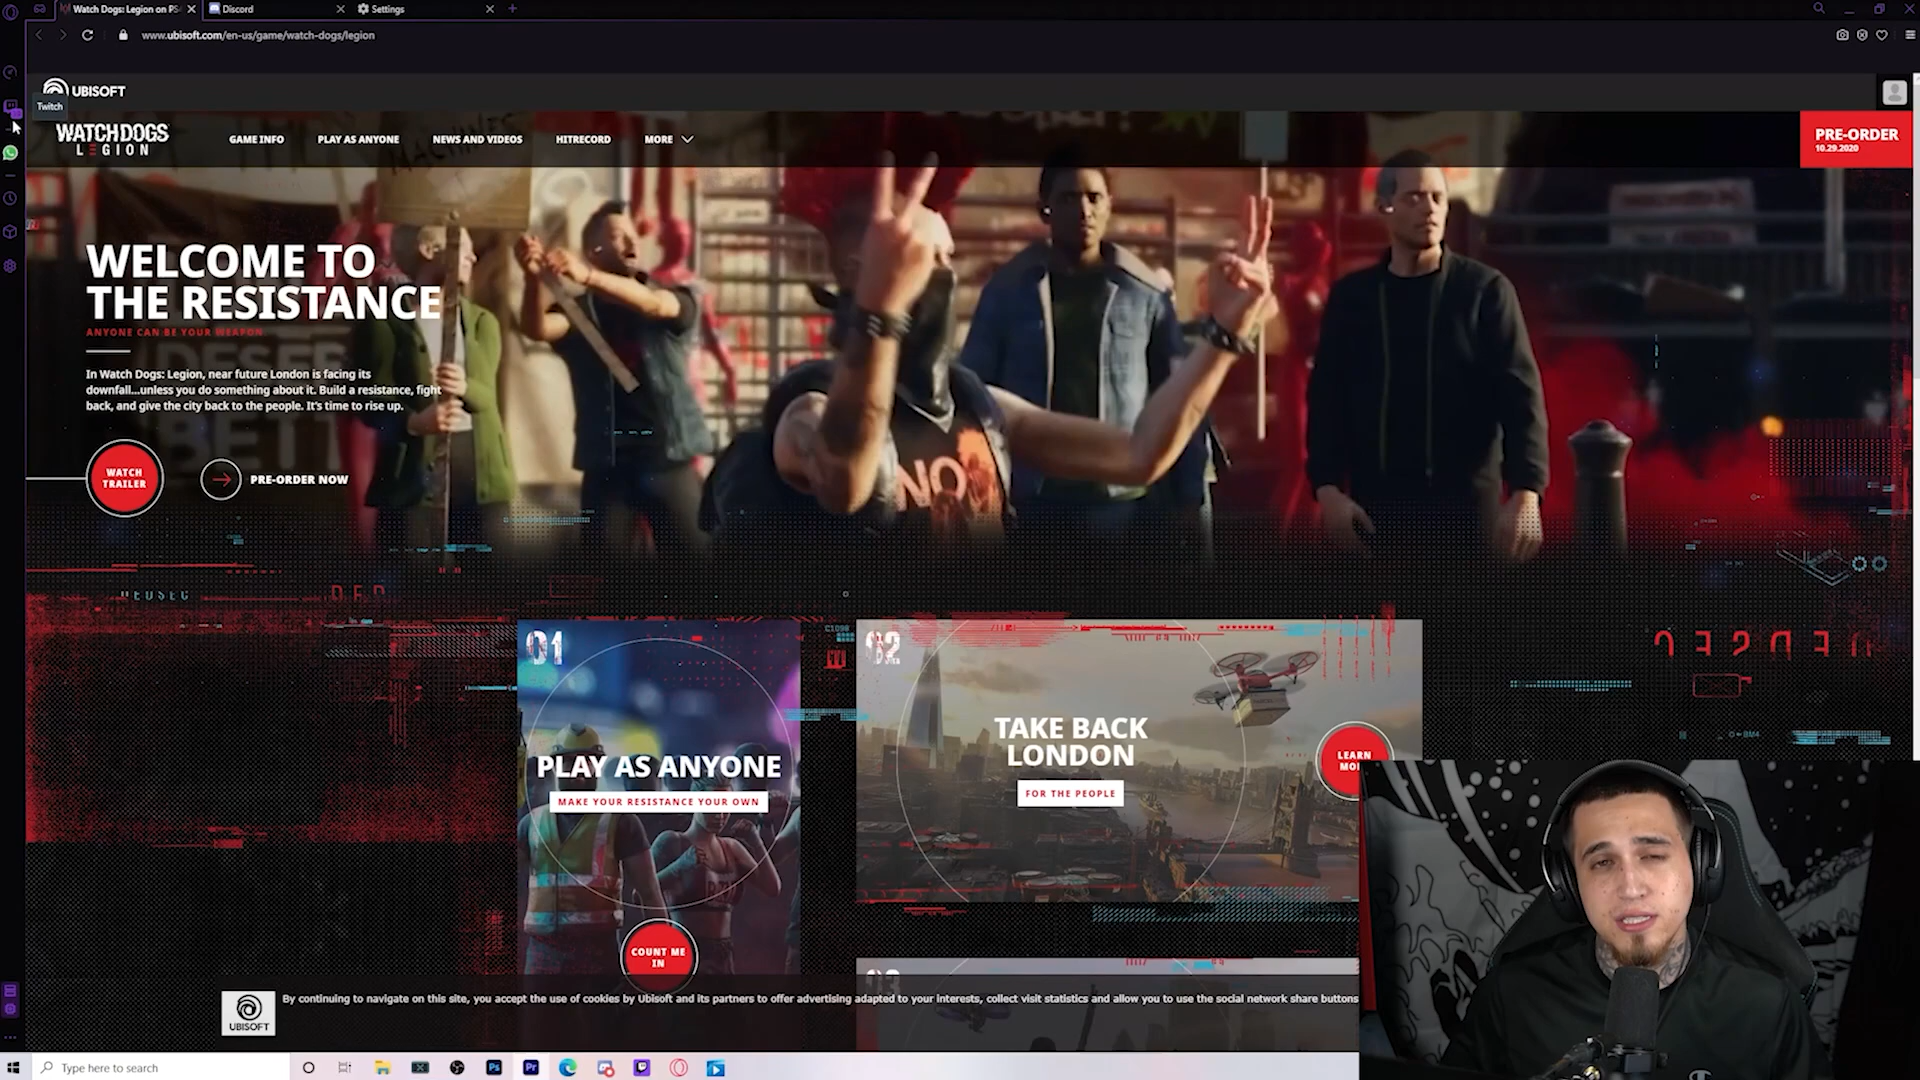 Watch Dogs: Legion on PS
Discord
Settings
www.ubisoft.com/en-us/game/watch-dogs/legion
UBISOFT
Twitch
WATCH DOGS
LEGION
GAME INFO
PLAY AS ANYONE
NEWS AND VIDEOS
HITRECORD
MORE
PRE-ORDER
10.29.2020
WELCOME TO
THE RESISTANCE
ANYONE CAN BE YOUR WEAPON
In Watch Dogs: Legion, near future London is facing its
downfall...unless you do something about it. Build a resistance, fight
back, and give the city back to the people. It's time to rise up.
WATCH
TRAILER
PRE-ORDER NOW
NO
01
PLAY AS ANYONE
MAKE YOUR RESISTANCE YOUR OWN
COUNT ME
IN
02
TAKE BACK
LONDON
FOR THE PEOPLE
LEARN
03
UBISOFT
By continuing to navigate on this site, you accept the use of cookies by Ubisoft and its partners to offer advertising adapted to your interests, collect visit statistics and allow you to use the social network share buttons
Type here to search